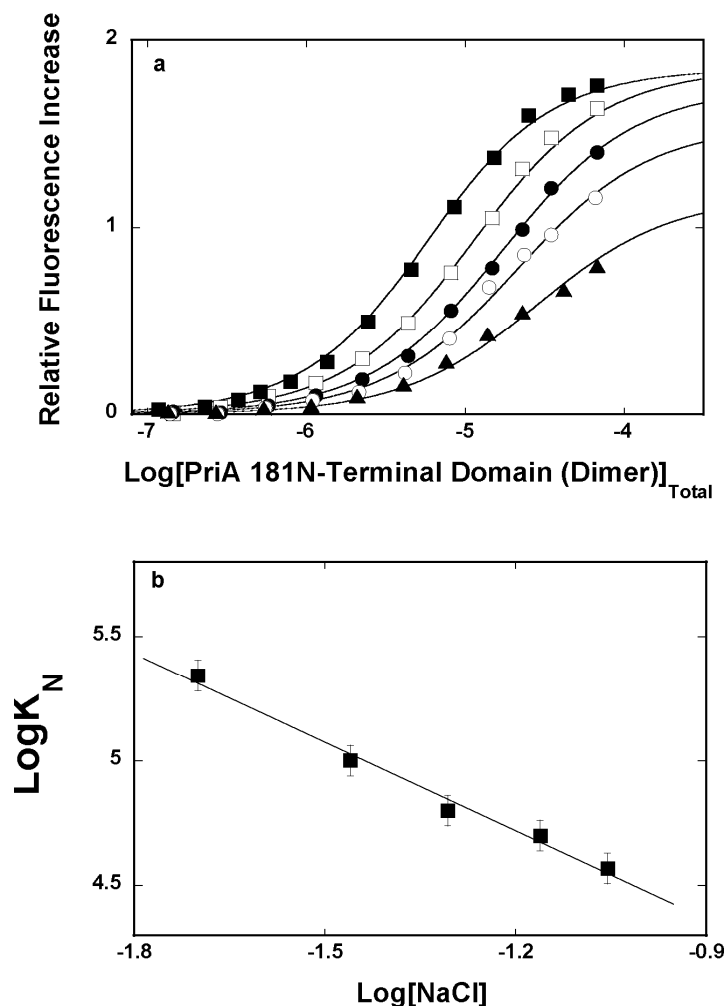 a
2
1
0
Relative Fluorescence Increase
-7 -6 -5 -4
Log[PriA 181N-Terminal Domain (Dimer)]Total
b
5.5
5
4.5
LogKN
-1.8 -1.5 -1.2 -0.9
Log[NaCl]